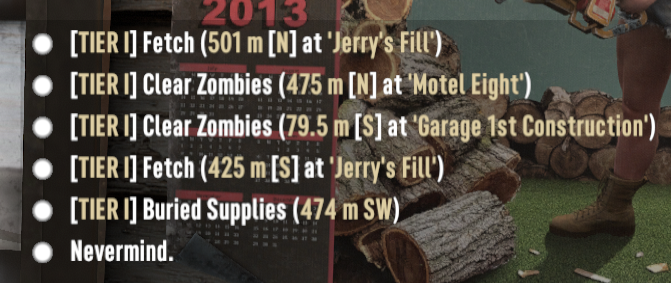 2013
[TIER I] Fetch (501 m [N] at 'Jerry's Fill')
[TIER I] Clear Zombies (475 m [N] at 'Motel Eight')
[TIER I] Clear Zombies (79.5 m [S] at 'Garage 1st Construction')
[TIER I] Fetch (425 m [S] at 'Jerry's Fill')
[TIER I] Buried Supplies (474 m SW)
Nevermind.